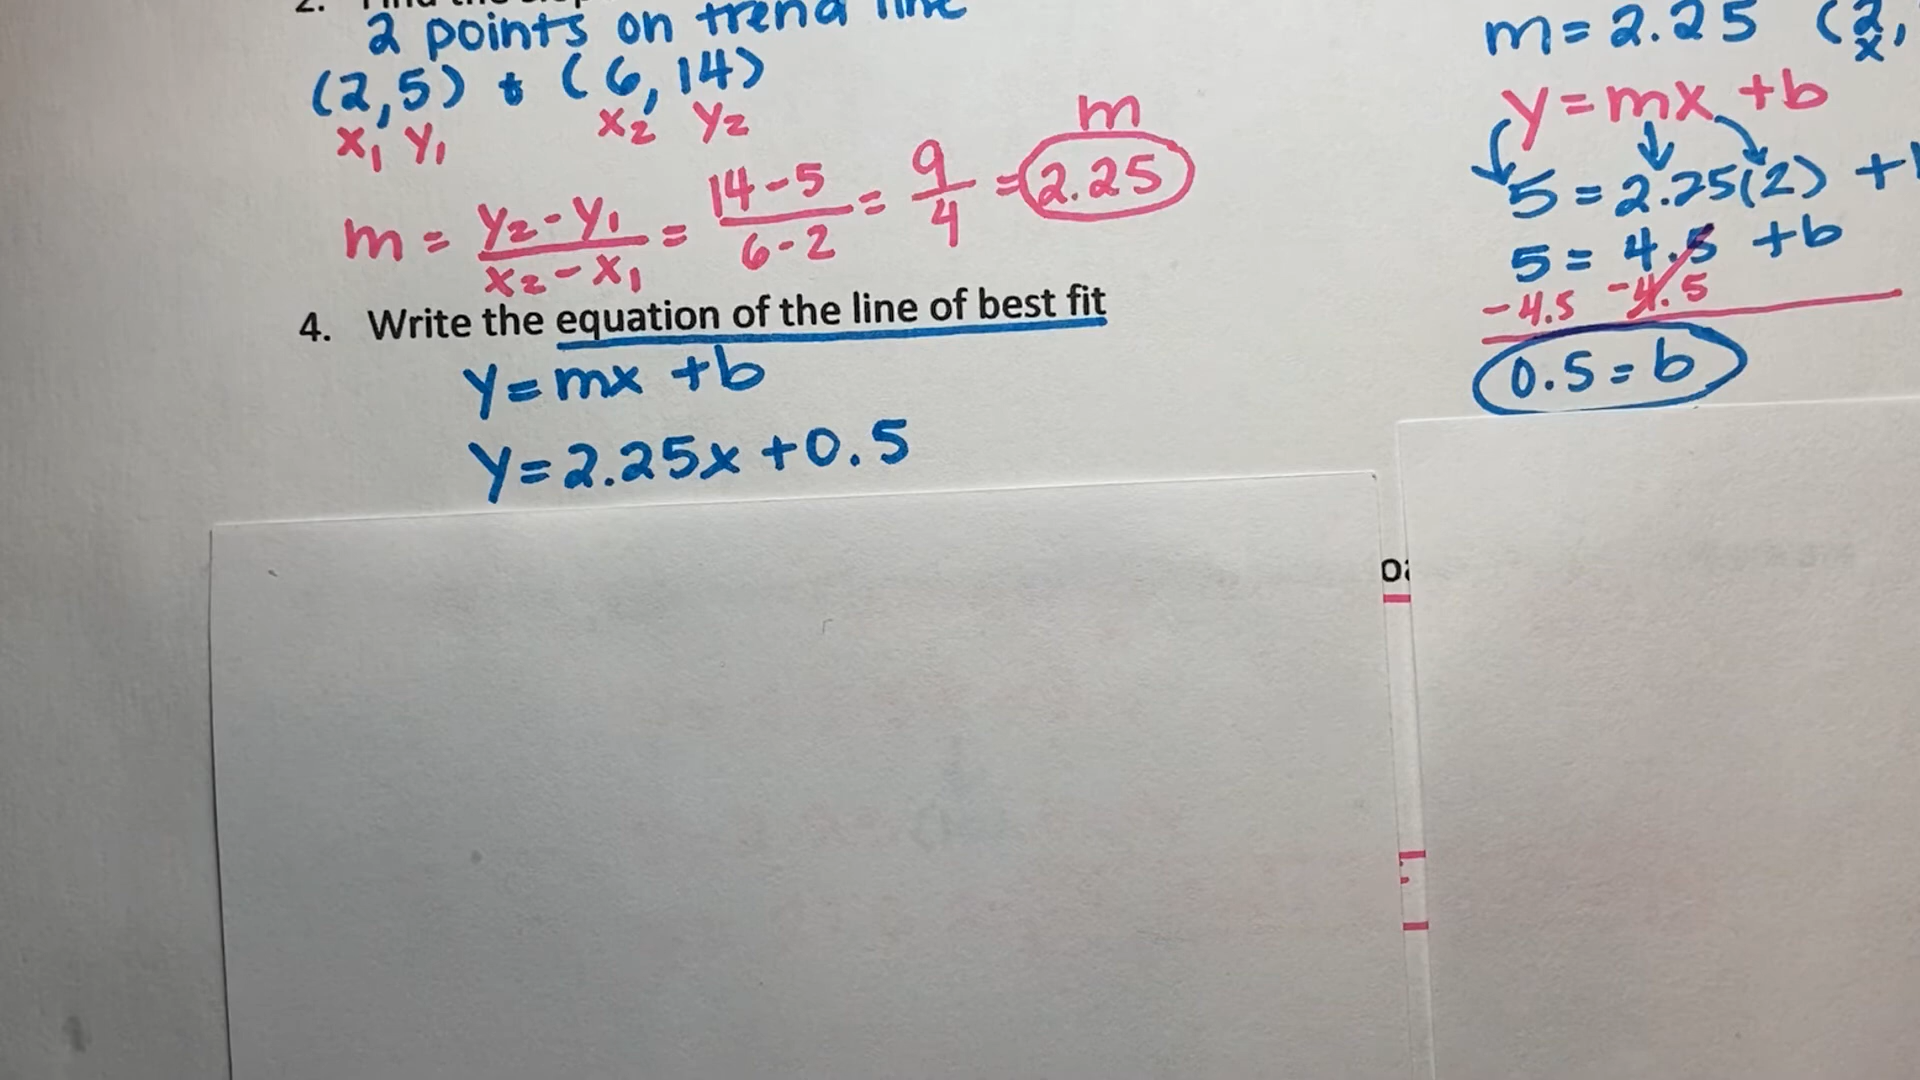 2.
2 points on trend line
(2,5) + (6,14)
x1 y1 x2 y2
m = y2-y1/x2-x1 = 14-5/6-2 = 9/4 = 2.25
m
4. Write the equation of the line of best fit
y=mx +b
y=2.25x+0.5
m=2.25 (2,
x
y=mx +b
5=2.25(2) +
5= 4.5 +b
-4.5 -4.5
0.5=b